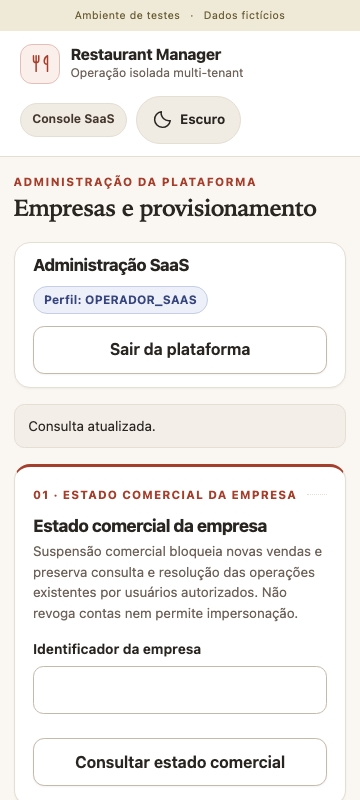 Ambiente de testes · Dados fictícios
Restaurant Manager
Operação isolada multi-tenant
Console SaaS
Escuro
ADMINISTRAÇÃO DA PLATAFORMA
Empresas e provisionamento
Administração SaaS
Perfil: OPERADOR_SAAS
Sair da plataforma
Consulta atualizada.
01 · ESTADO COMERCIAL DA EMPRESA
Estado comercial da empresa
Suspensão comercial bloqueia novas vendas e
preserva consulta e resolução das operações
existentes por usuários autorizados. Não
revoga contas nem permite impersonação.
Identificador da empresa
Consultar estado comercial